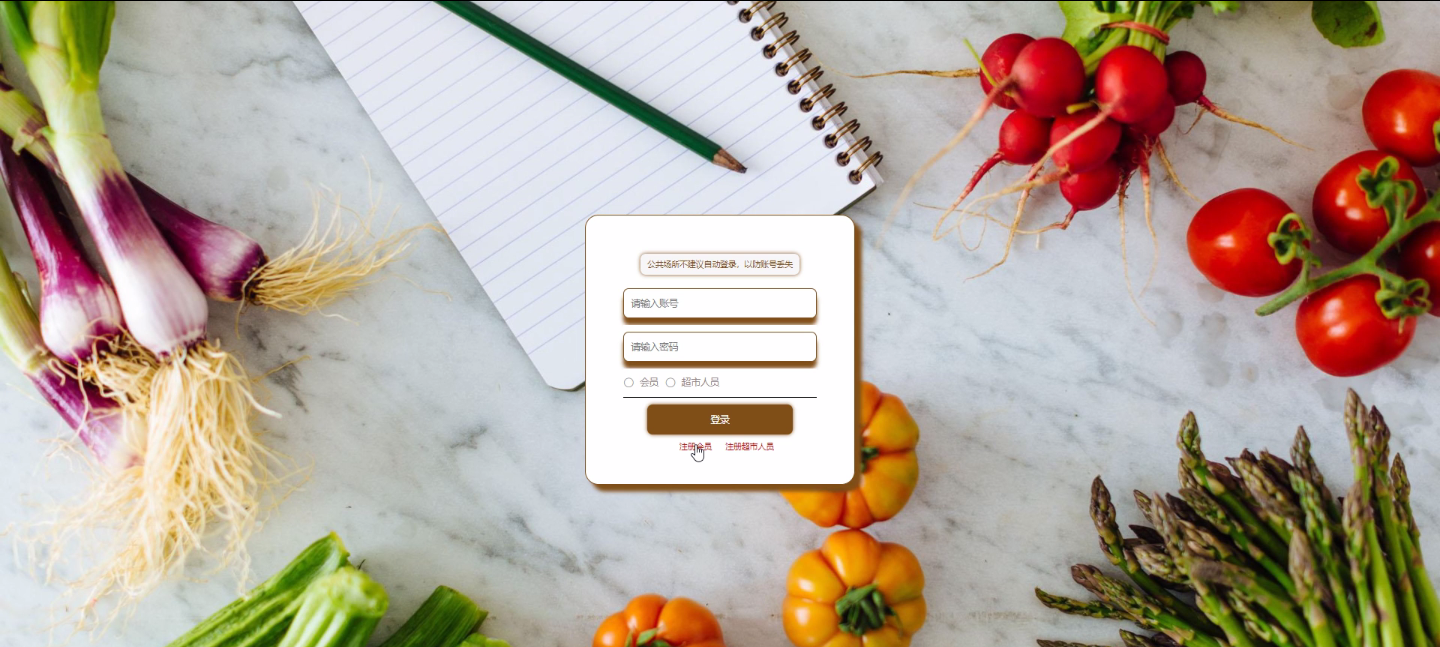 公共场所不建议自动登录，以防账号丢失
请输入账号
请输入密码
会员 超市人员
登录
注册会员 注册超市人员